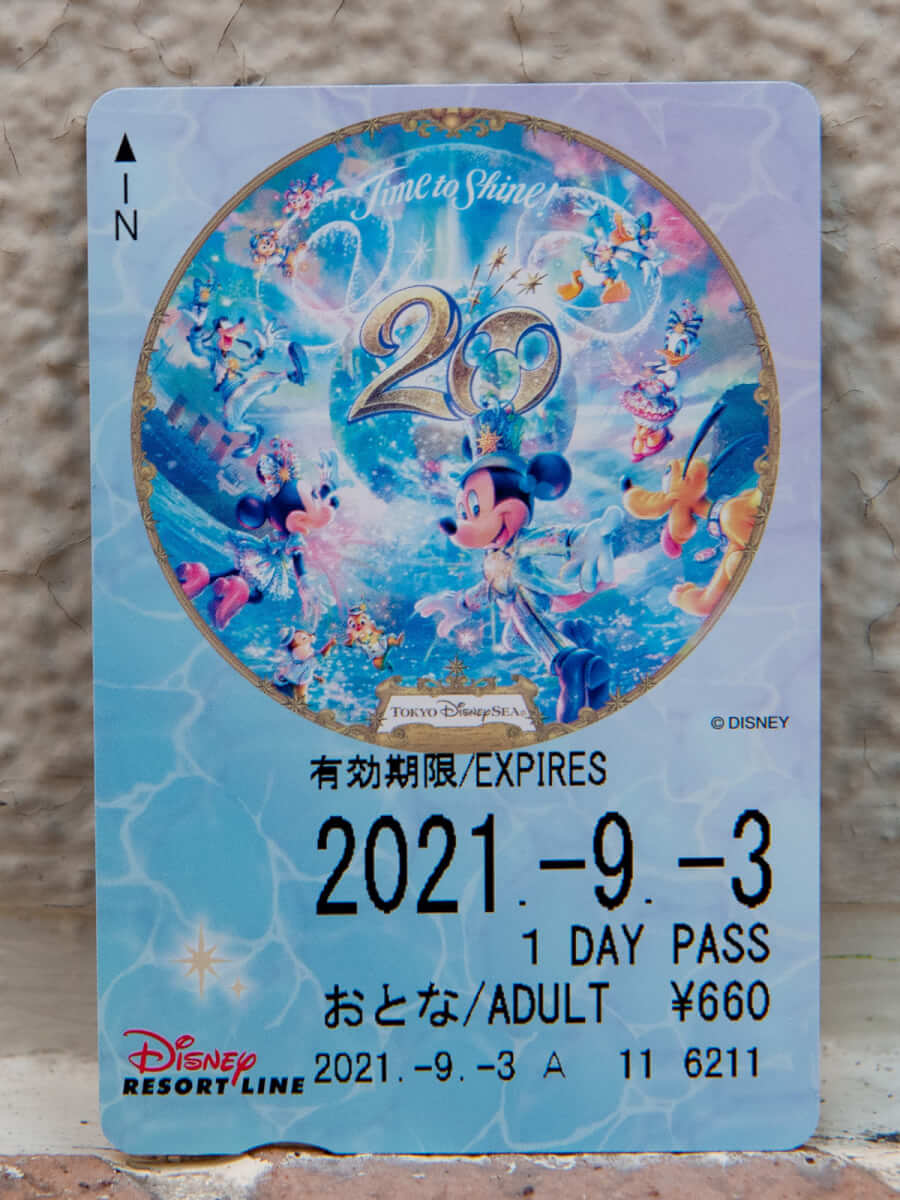 IN
Time to Shine!
20
TOKYO DisneySEA®
© DISNEY
有効期限/EXPIRES
2021.-9.-3
1 DAY PASS
おとな/ADULT ¥660
2021.-9.-3 A 11 6211
Disney
RESORT LINE